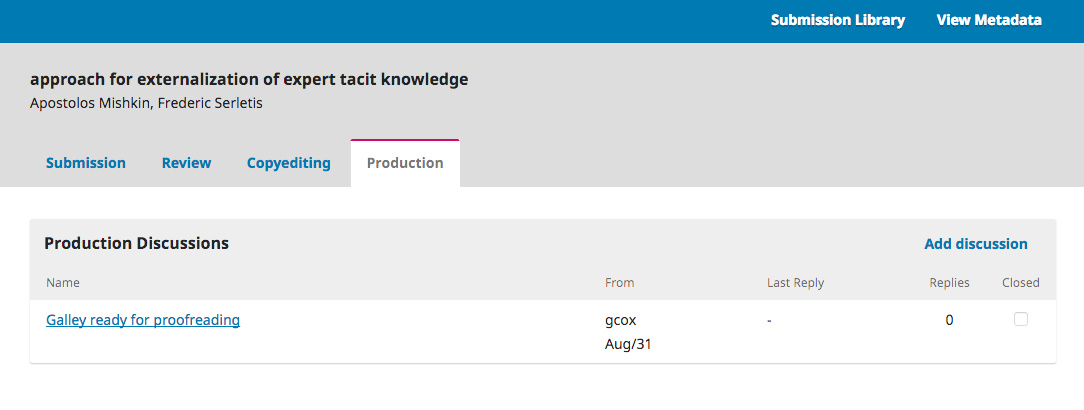 Submission Library View Metadata
approach for externalization of expert tacit knowledge
Apostolos Mishkin, Frederic Serletis
Submission Review Copyediting Production
Production Discussions Add discussion
Name From Last Reply Replies Closed
Galley ready for proofreading gcox - 0
Aug/31